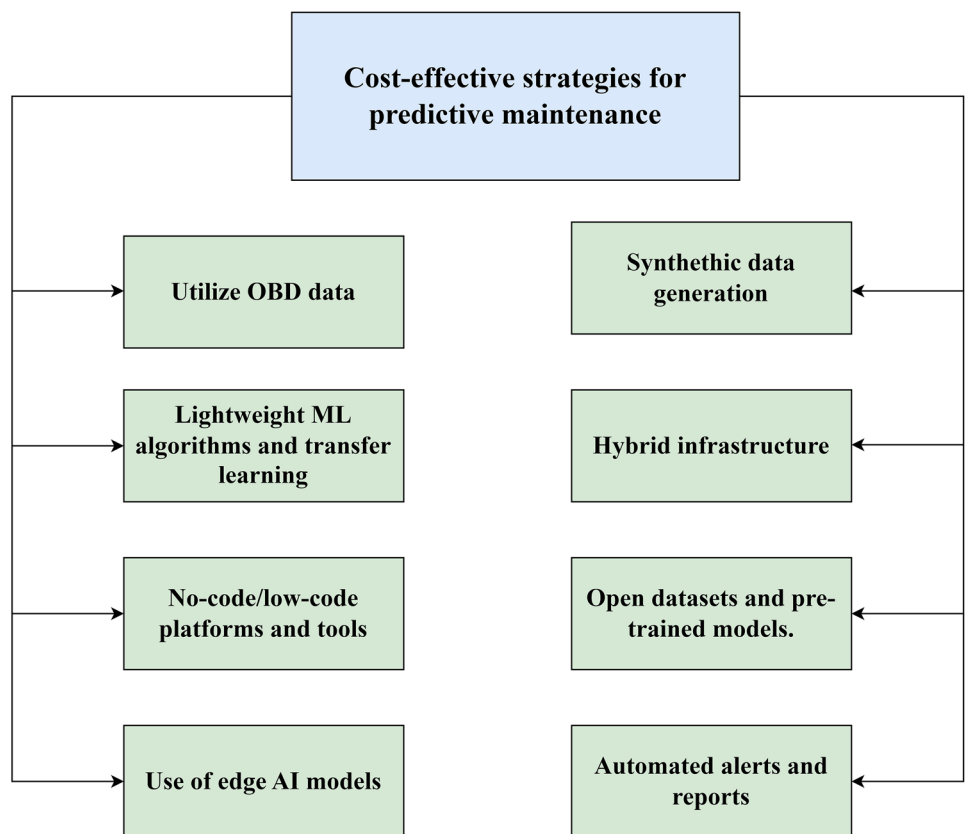 Cost-effective strategies for
predictive maintenance
Utilize OBD data
Lightweight ML
algorithms and transfer
learning
No-code/low-code
platforms and tools
Use of edge AI models
Synthethic data
generation
Hybrid infrastructure
Open datasets and pre-
trained models.
Automated alerts and
reports